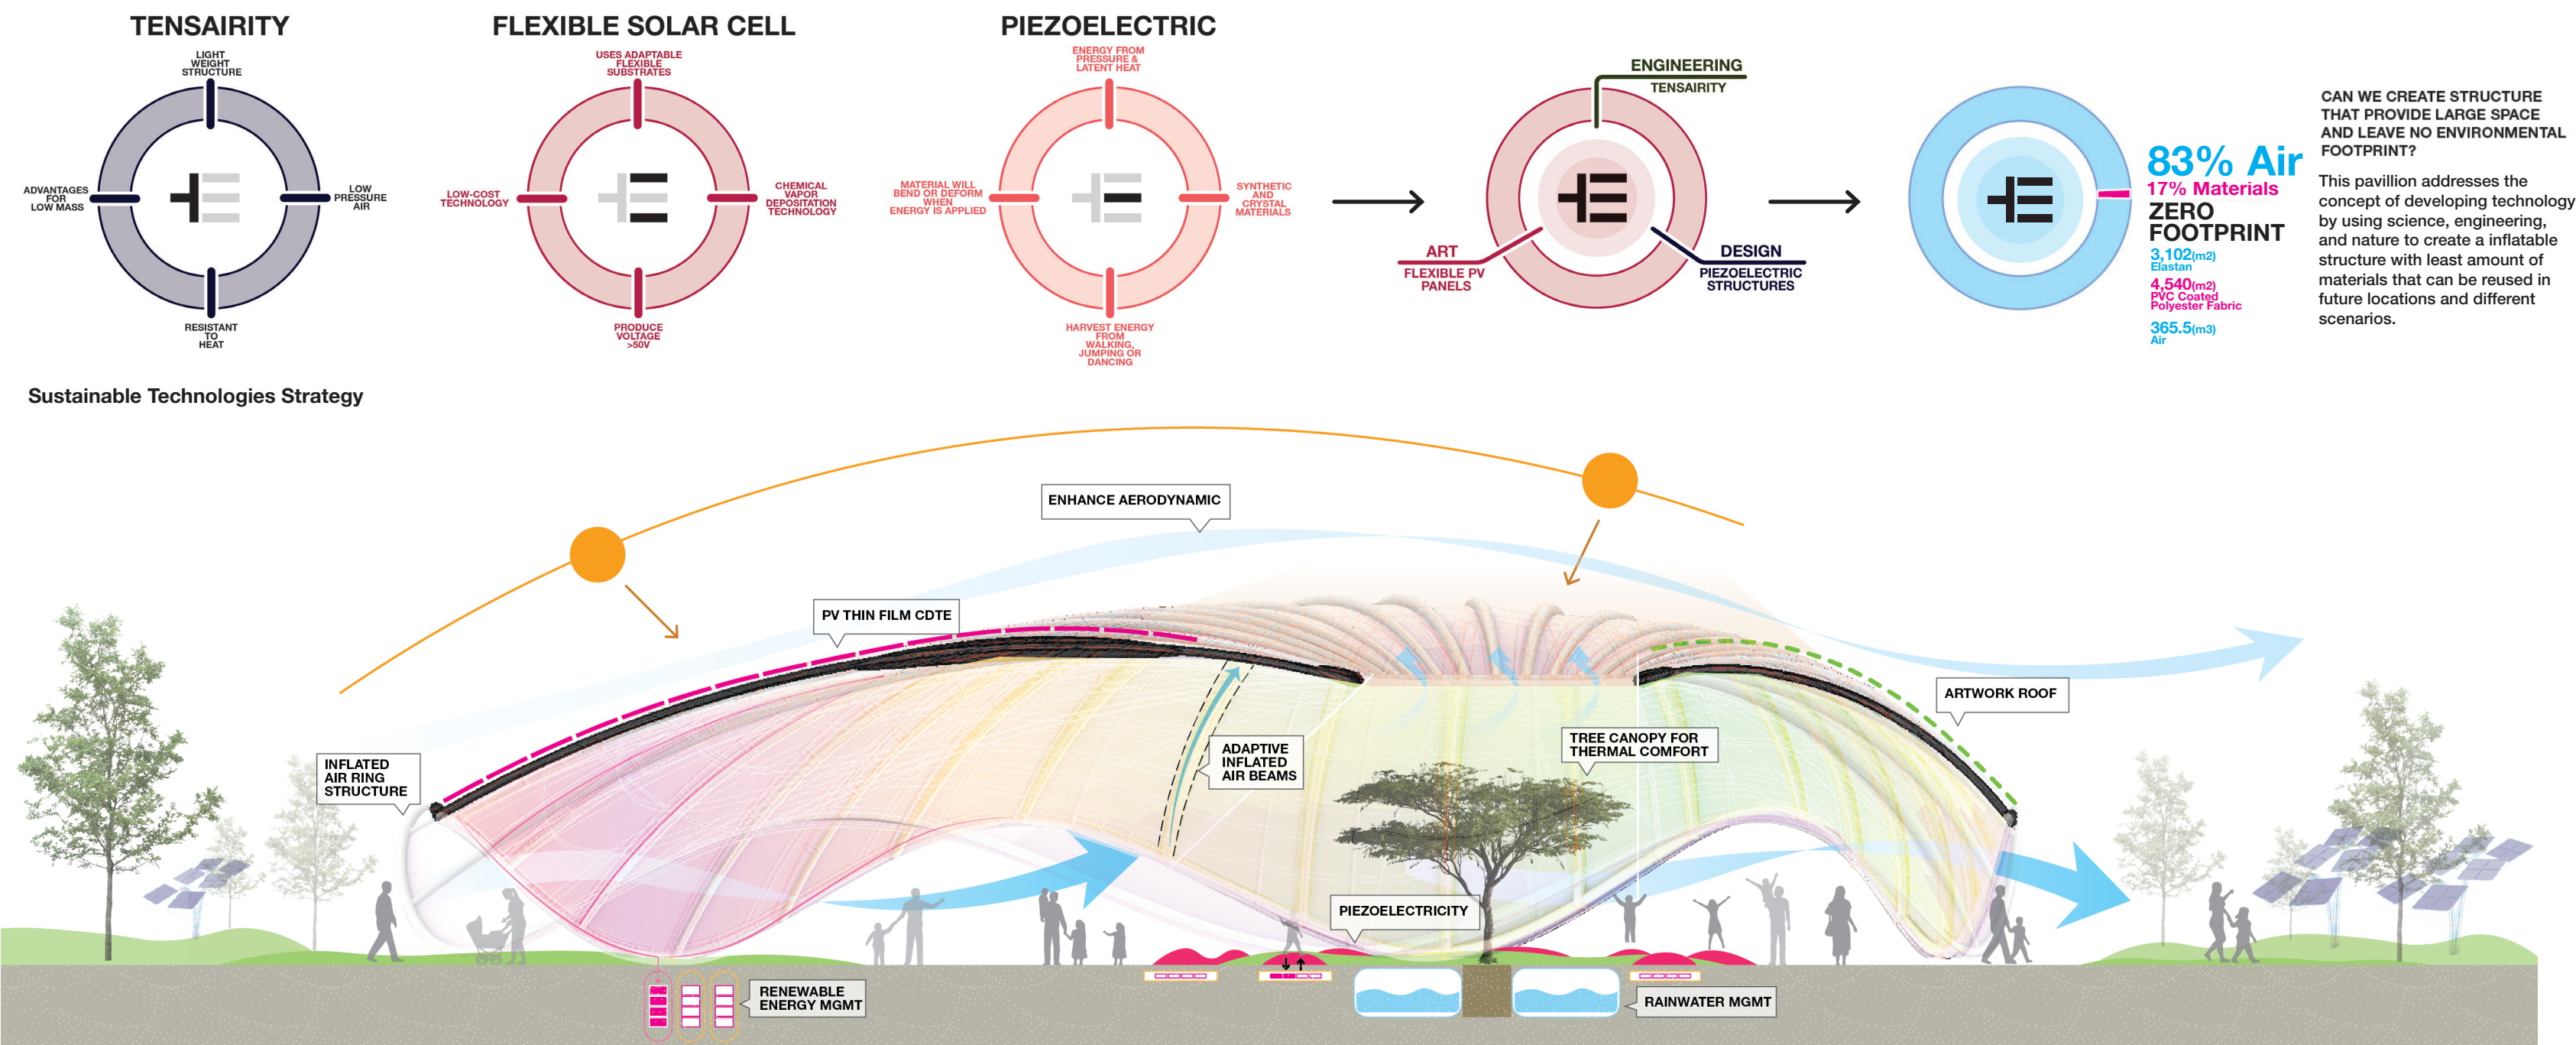 TENSAIRITY
LIGHT
WEIGHT
STRUCTURE
ADVANTAGES
FOR
LOW MASS
LOW
PRESSURE
AIR
RESISTANT
TO
HEAT
FLEXIBLE SOLAR CELL
USES ADAPTABLE
FLEXIBLE
SUBSTRATES
LOW-COST
TECHNOLOGY
CHEMICAL
VAPOR
DEPOSITATION
TECHNOLOGY
PRODUCE
VOLTAGE
>50V
PIEZOELECTRIC
ENERGY FROM
PRESSURE &
LATENT HEAT
MATERIAL WILL
BEND OR DEFORM
WHEN
ENERGY IS APPLIED
SYNTHETIC
AND
CRYSTAL
MATERIALS
HARVEST ENERGY
FROM
WALKING,
JUMPING OR
DANCING
ENGINEERING
TENSAIRITY
ART
FLEXIBLE PV
PANELS
DESIGN
PIEZOELECTRIC
STRUCTURES
83% Air
17% Materials
ZERO
FOOTPRINT
3,102(m2)
Elastan
4,540(m2)
PVC Coated
Polyester Fabric
365.5(m3)
Air
CAN WE CREATE STRUCTURE
THAT PROVIDE LARGE SPACE
AND LEAVE NO ENVIRONMENTAL
FOOTPRINT?
This pavillion addresses the
concept of developing technology
by using science, engineering,
and nature to create a inflatable
structure with least amount of
materials that can be reused in
future locations and different
scenarios.
Sustainable Technologies Strategy
ENHANCE AERODYNAMIC
PV THIN FILM CDTE
ARTWORK ROOF
INFLATED
AIR RING
STRUCTURE
ADAPTIVE
INFLATED
AIR BEAMS
TREE CANOPY FOR
THERMAL COMFORT
PIEZOELECTRICITY
RENEWABLE
ENERGY MGMT
RAINWATER MGMT